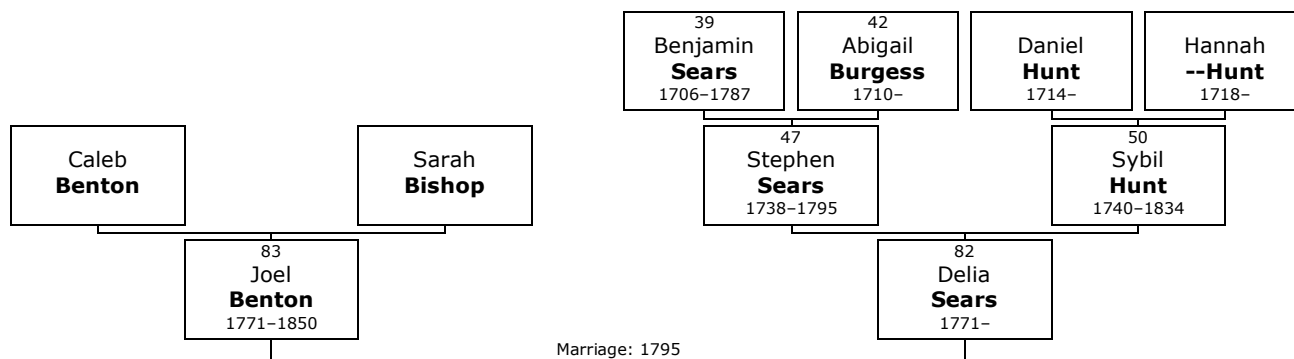 39
Benjamin
Sears
1706–1787
42
Abigail
Burgess
1710–
Daniel
Hunt
1714–
Hannah
--Hunt
1718–
Caleb
Benton
Sarah
Bishop
47
Stephen
Sears
1738–1795
50
Sybil
Hunt
1740–1834
83
Joel
Benton
1771–1850
82
Delia
Sears
1771–
Marriage: 1795